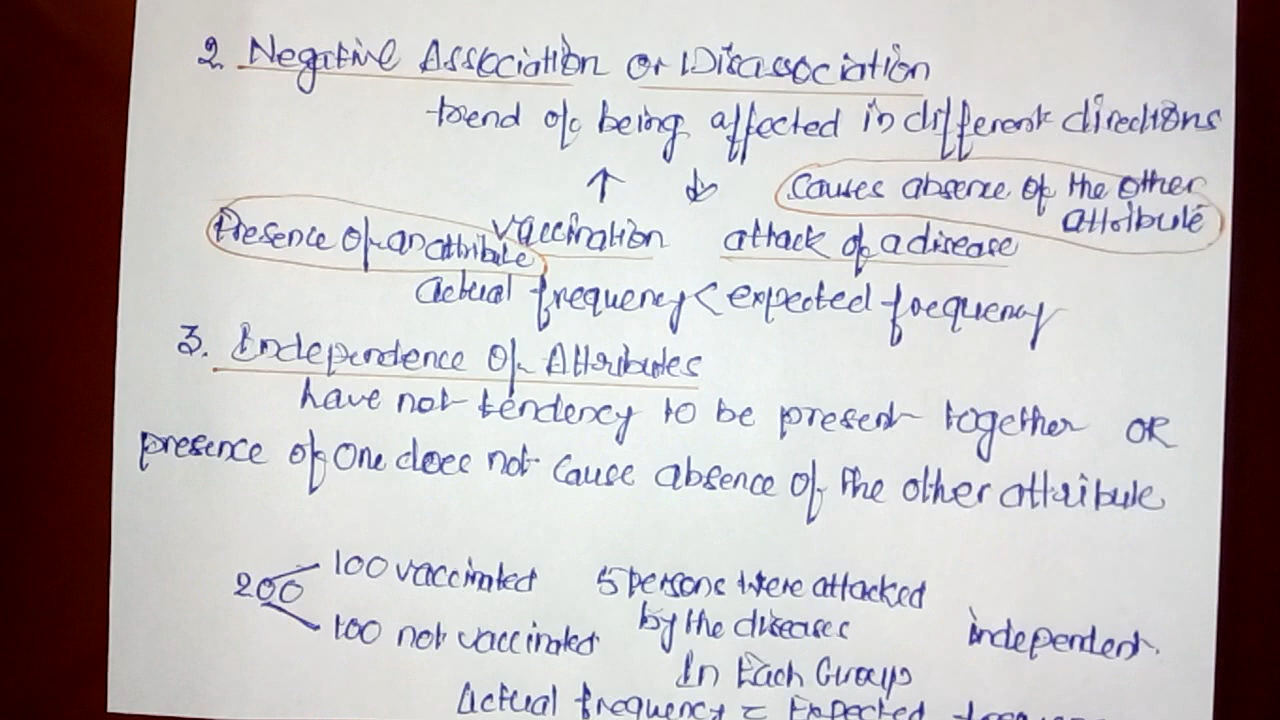 2. Negative Association or Disassociation
trend of being affected in different directions
↑ ↓ causes absence of the other
attribute
Presence of an attribute vaccination attack of a disease
Actual frequency < expected frequency
3. Independence of Attributes
have not tendency to be present together OR
presence of one does not cause absence of the other attribute
200 100 vaccinated 5 persons were attacked
by the diseases independent.
100 not vaccinated
In Each Group
Actual frequency = Expected